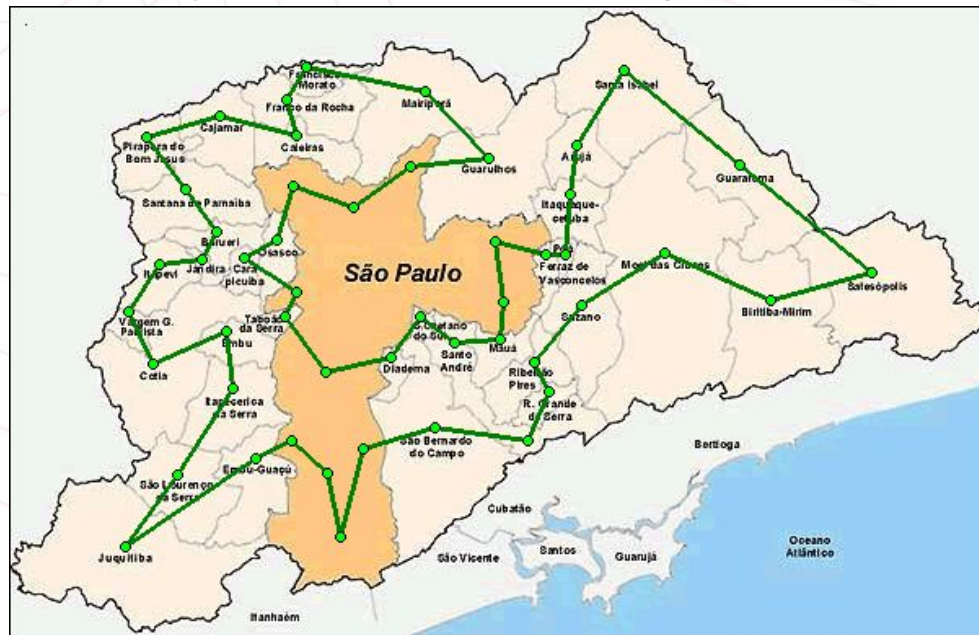 Francisco
Morato
Franco da Rocha
Mairiporã
Santa Isabel
Cajamar
Pirapora do
Bom Jesus
Caieiras
Arujá
Guarulhos
Guararema
Santana de Parnaíba
Itaquaque-
cetuba
Barueri
Osasco
Poá
Itapevi
Jandira
Cara
picuiba
São Paulo
Ferraz de
Vasconcelos
Mogi das Cruzes
Salesópolis
Biritiba-Mirim
Vargem G.
Paulista
Taboão
da Serra
Embu
S.Caetano
do Sul
Suzano
Mauá
Santo
André
Diadema
Cotia
Ribeirão
Pires
Itapecerica
da Serra
R. Grande
da Serra
São Bernardo
do Campo
Embu-Guaçú
Bertioga
São Lourenço
da Serra
Cubatão
Juquitiba
São Vicente
Santos
Guarujá
Oceano
Atlântico
Itanhaém